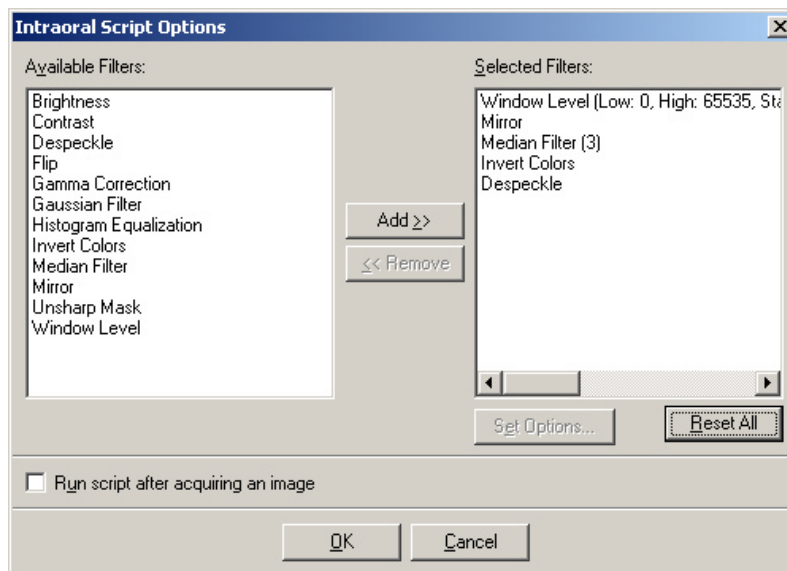 Intraoral Script Options
Available Filters:
Brightness
Contrast
Despeckle
Flip
Gamma Correction
Gaussian Filter
Histogram Equalization
Invert Colors
Median Filter
Mirror
Unsharp Mask
Window Level
Add >>
<< Remove
Selected Filters:
Window Level (Low: 0, High: 65535, Sta
Mirror
Median Filter (3)
Invert Colors
Despeckle
Set Options...
Reset All
Run script after acquiring an image
OK
Cancel